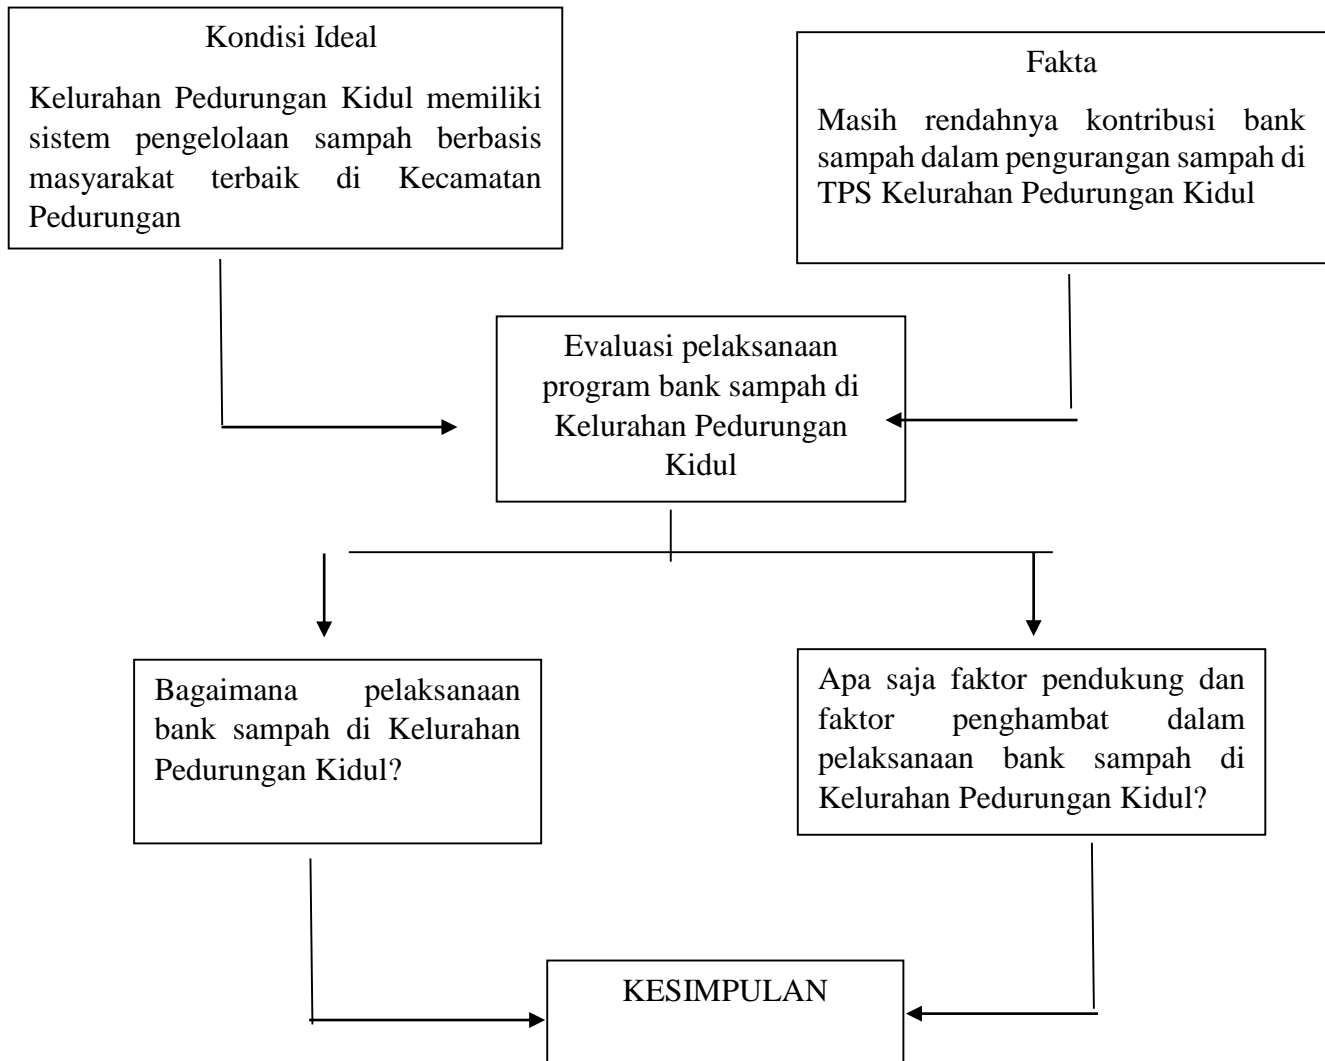 Kondisi Ideal
Kelurahan Pedurungan Kidul memiliki
sistem pengelolaan sampah berbasis
masyarakat terbaik di Kecamatan
Pedurungan
Fakta
Masih rendahnya kontribusi bank
sampah dalam pengurangan sampah di
TPS Kelurahan Pedurungan Kidul
Evaluasi pelaksanaan
program bank sampah di
Kelurahan Pedurungan
Kidul
Bagaimana pelaksanaan
bank sampah di Kelurahan
Pedurungan Kidul?
Apa saja faktor pendukung dan
faktor penghambat dalam
pelaksanaan bank sampah di
Kelurahan Pedurungan Kidul?
KESIMPULAN